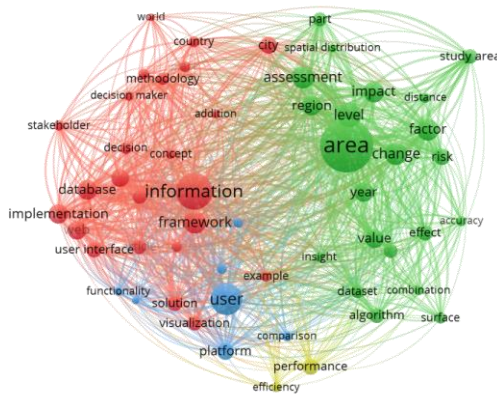 world
part
country
city
spatial distribution
study area
methodology
assessment
decision maker
impact
distance
region
addition
level
stakeholder
factor
area
decision
concept
change
risk
database
information
year
implementation
framework
accuracy
web
effect
value
user interface
insight
example
functionality
dataset
combination
solution
user
algorithm
surface
visualization
comparison
platform
performance
efficiency